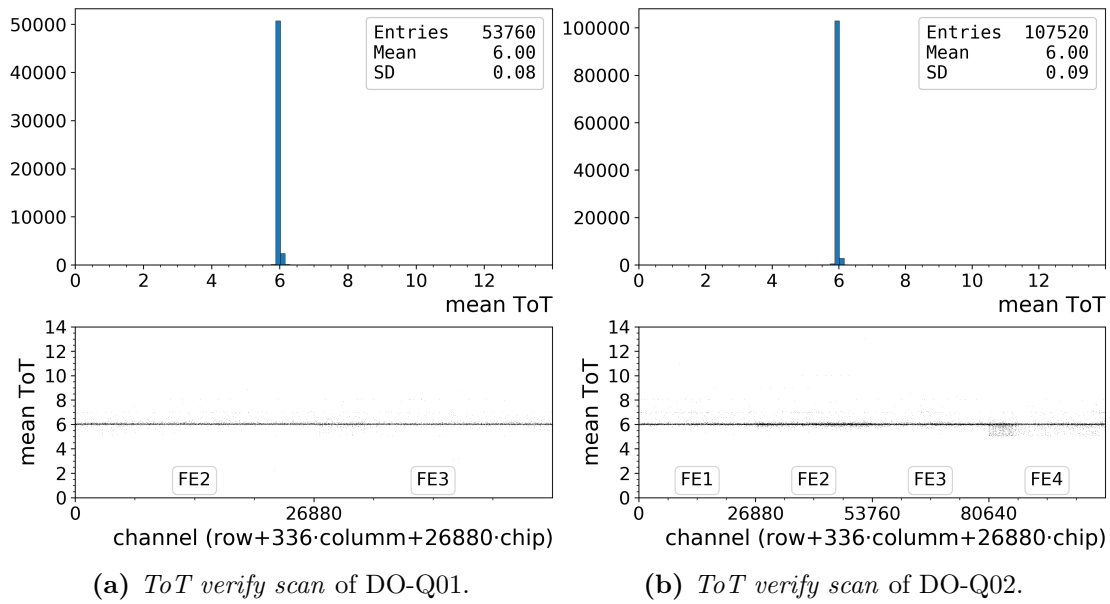 50000
40000
30000
20000
10000
0
Entries 53760
Mean 6.00
SD 0.08
0 2 4 6 8 10 12
mean ToT
14
12
10
8
6
4
2
0
mean ToT
FE2 FE3
0 26880
channel (row+336·columm+26880·chip)
(a) ToT verify scan of DO-Q01.
100000
80000
60000
40000
20000
0
Entries 107520
Mean 6.00
SD 0.09
0 2 4 6 8 10 12
mean ToT
14
12
10
8
6
4
2
0
mean ToT
FE1 FE2 FE3 FE4
0 26880 53760 80640
channel (row+336·columm+26880·chip)
(b) ToT verify scan of DO-Q02.